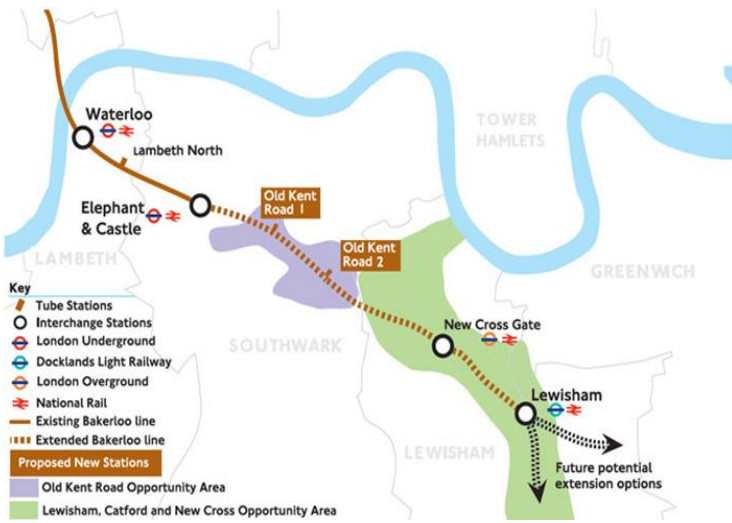 Waterloo
Lambeth North
TOWER
HAMLETS
Elephant
& Castle
Old Kent
Road 1
Old Kent
Road 2
LAMBETH
GREENWICH
SOUTHWARK
New Cross Gate
Lewisham
LEWISHAM
Future potential
extension options
Key
Tube Stations
Interchange Stations
London Underground
Docklands Light Railway
London Overground
National Rail
Existing Bakerloo line
Extended Bakerloo line
Proposed New Stations
Old Kent Road Opportunity Area
Lewisham, Catford and New Cross Opportunity Area